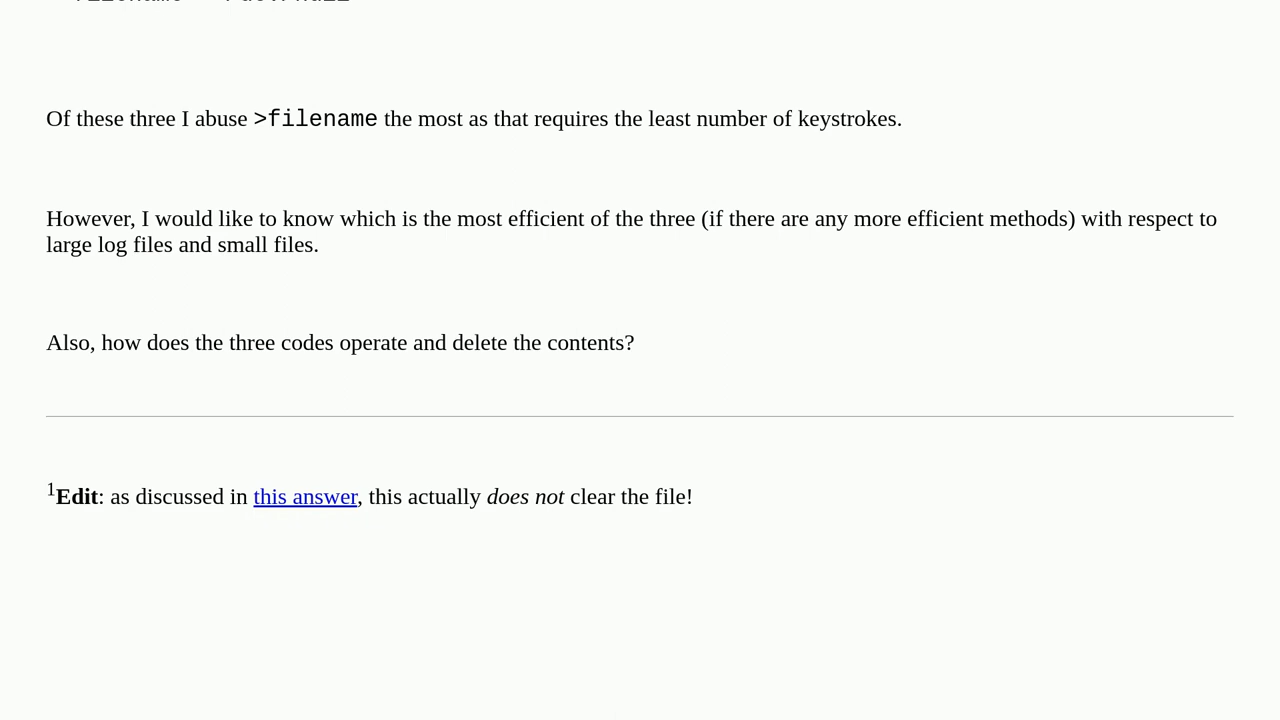 Of these three I abuse >filename the most as that requires the least number of keystrokes.
However, I would like to know which is the most efficient of the three (if there are any more efficient methods) with respect to
large log files and small files.
Also, how does the three codes operate and delete the contents?
1Edit: as discussed in this answer, this actually does not clear the file!